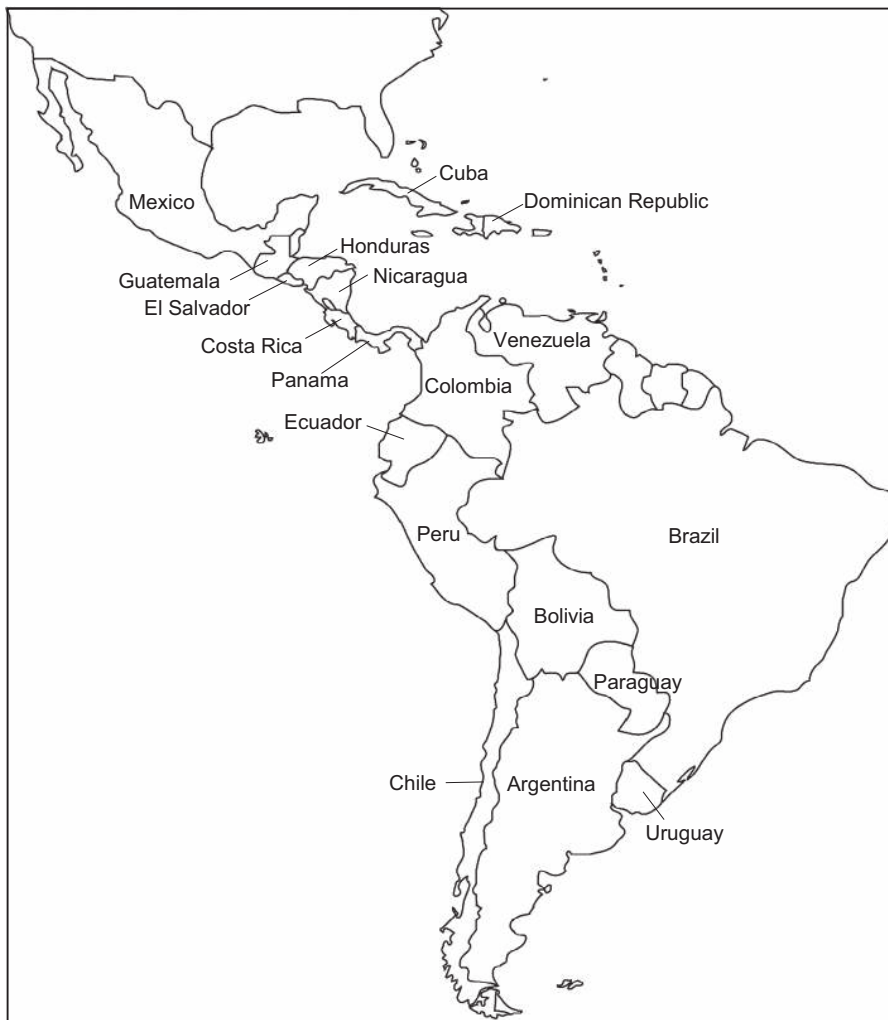 Cuba
Dominican Republic
Mexico
Honduras
Guatemala
Nicaragua
El Salvador
Costa Rica
Venezuela
Panama
Colombia
Ecuador
Peru
Brazil
Bolivia
Paraguay
Chile
Argentina
Uruguay